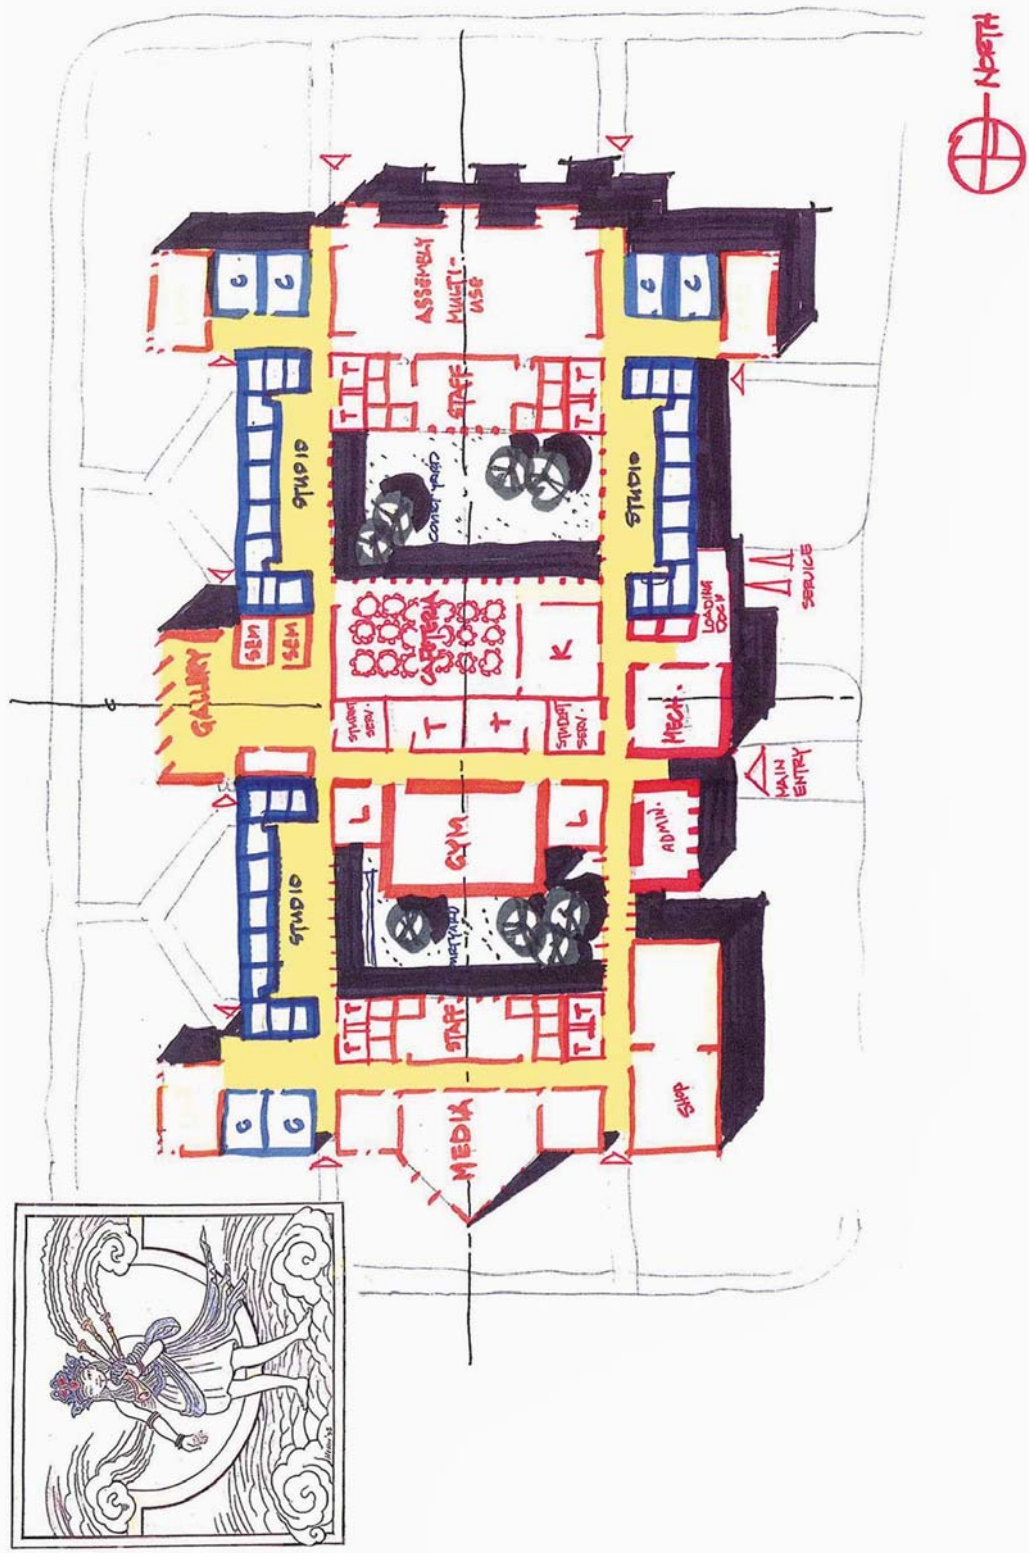 NORTH
ASSEMBLY
MULTI-
USE
C
C
C
C
T
T
STAFF
T
T
STUDIO
COURTYARD
STUDIO
SEM
SEM
CAFETERIA
K
LOADING
DOCK
SERVICE
GALLERY
STUDENT
SERV.
T
T
STUDENT
SERV.
MECH.
MAIN
ENTRY
L
GYM
L
ADMIN.
STUDIO
T
T
STAFF
T
T
C
C
MEDIA
SHOP